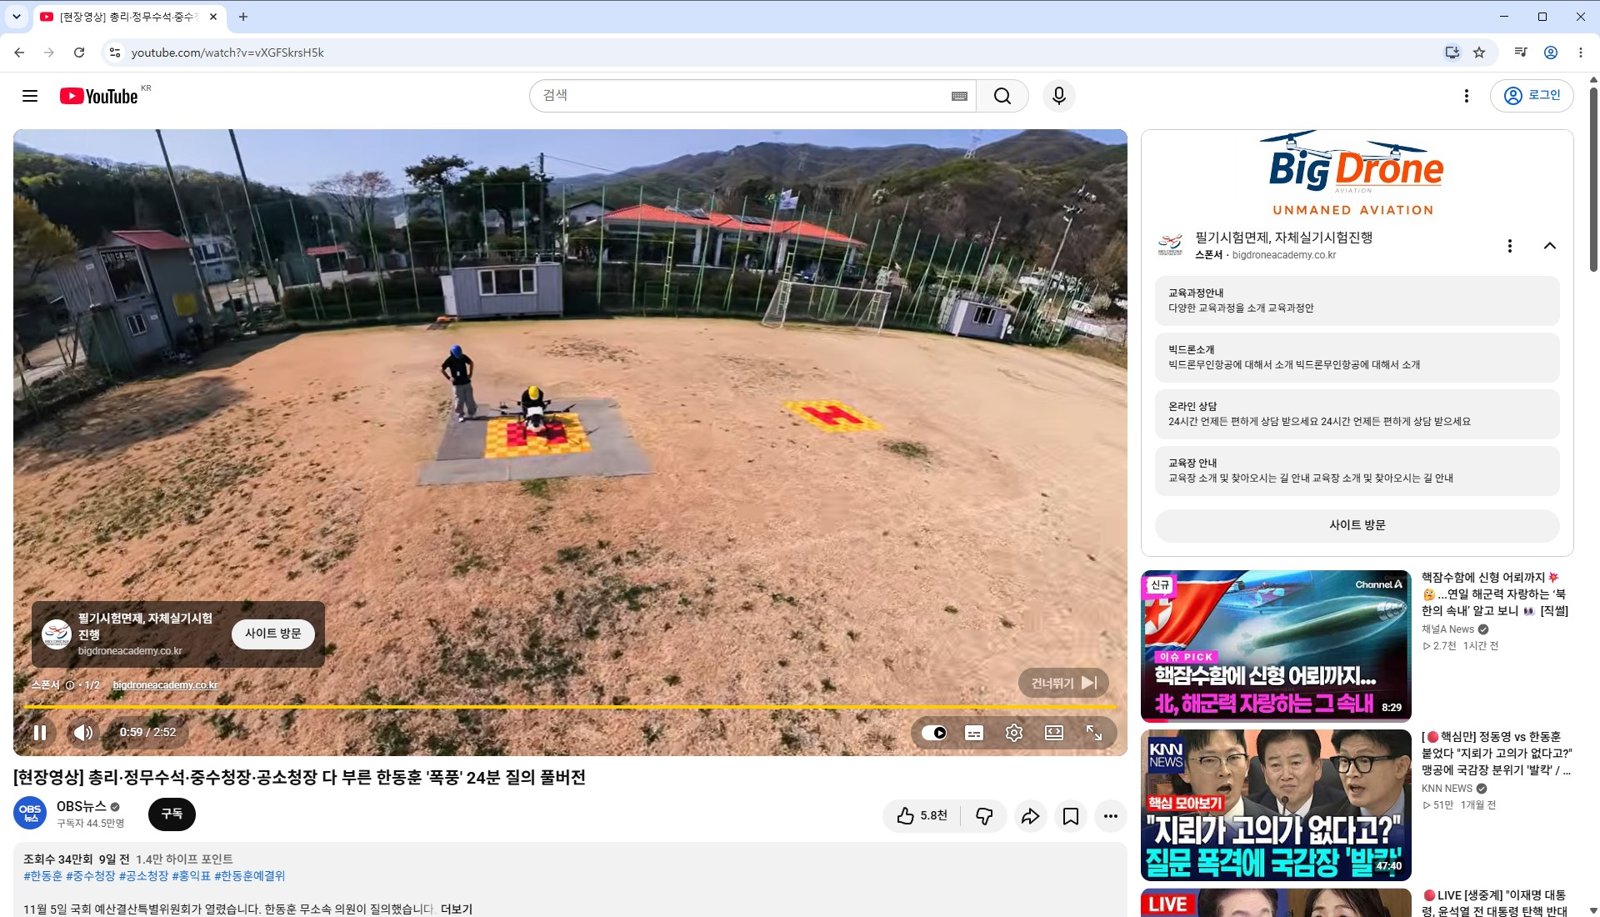 [현장영상] 총리·정무수석·중수청
youtube.com/watch?v=vXGFSkrsH5k
YouTube KR
검색
로그인
필기시험면제, 자체실기시험
진행
bigdroneacademy.co.kr
사이트 방문
스폰서 · 1/2 bigdroneacademy.co.kr
건너뛰기
0:59 / 2:52
[현장영상] 총리·정무수석·중수청장·공소청장 다 부른 한동훈 '폭풍' 24분 질의 풀버전
OBS
뉴스
OBS뉴스
구독자 44.5만명
구독
5.8천
조회수 34만회 9일 전 1.4만 하이프 포인트
#한동훈 #중수청장 #공소청장 #홍익표 #한동훈예결위
11월 5일 국회 예산결산특별위원회가 열렸습니다. 한동훈 무소속 의원이 질의했습니다. 더보기
Big Drone
AVIATION
UNMANED AVIATION
필기시험면제, 자체실기시험진행
스폰서 · bigdroneacademy.co.kr
교육과정안내
다양한 교육과정을 소개 교육과정안
빅드론소개
빅드론무인항공에 대해서 소개 빅드론무인항공에 대해서 소개
온라인 상담
24시간 언제든 편하게 상담 받으세요 24시간 언제든 편하게 상담 받으세요
교육장 안내
교육장 소개 및 찾아오시는 길 안내 교육장 소개 및 찾아오시는 길 안내
사이트 방문
신규
Channel A
이슈 PICK
핵잠수함에 신형 어뢰까지...
北, 해군력 자랑하는 그 속내
8:29
핵잠수함에 신형 어뢰까지💥
🤔...연일 해군력 자랑하는 '북
한의 속내' 알고 보니 👀 [직썰]
채널A News
2.7천 1시간 전
KNN
NEWS
핵심 모아보기
"지뢰가 고의가 없다고?"
질문 폭격에 국감장 '발칵'
47:40
[🔴핵심만] 정동영 vs 한동훈
붙었다 "지뢰가 고의가 없다고?"
맹공에 국감장 분위기 '발칵' / ...
KNN NEWS
51만 1개월 전
LIVE
🔴LIVE [생중계] "이재명 대통
령, 윤석열 전 대통령 탄핵 반대